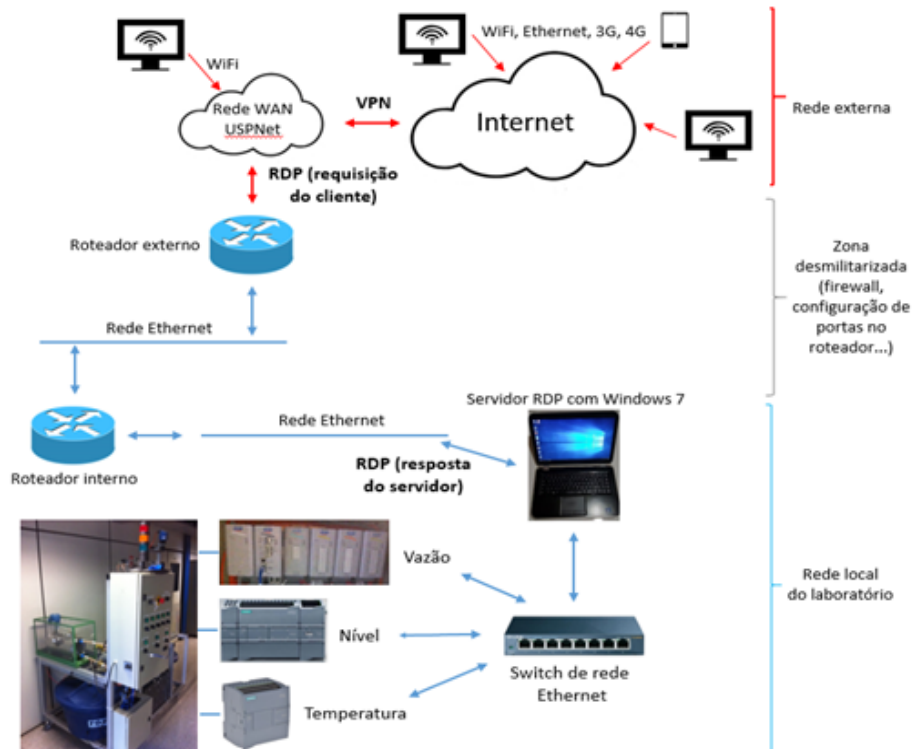 WiFi
WiFi, Ethernet, 3G, 4G
Rede WAN
USPNet
VPN
Internet
Rede externa
RDP (requisição
do cliente)
Roteador externo
Zona
desmilitarizada
(firewall,
configuração de
portas no
roteador...)
Rede Ethernet
Servidor RDP com Windows 7
Rede Ethernet
RDP (resposta
do servidor)
Roteador interno
Vazão
Nível
Temperatura
Switch de rede
Ethernet
Rede local
do laboratório